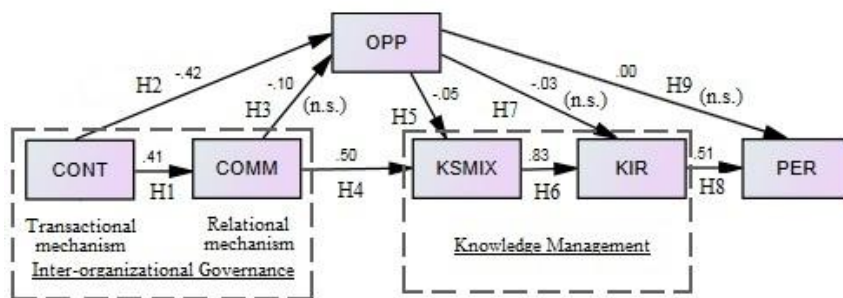 OPP
H2
-.42
-.10
H3
(n.s.)
-.05
H5
-.03
H7
(n.s.)
.00
H9
(n.s.)
CONT
.41
H1
COMM
.50
H4
KSMIX
.83
H6
KIR
.51
H8
PER
Transactional
mechanism
Relational
mechanism
Inter-organizational Governance
Knowledge Management